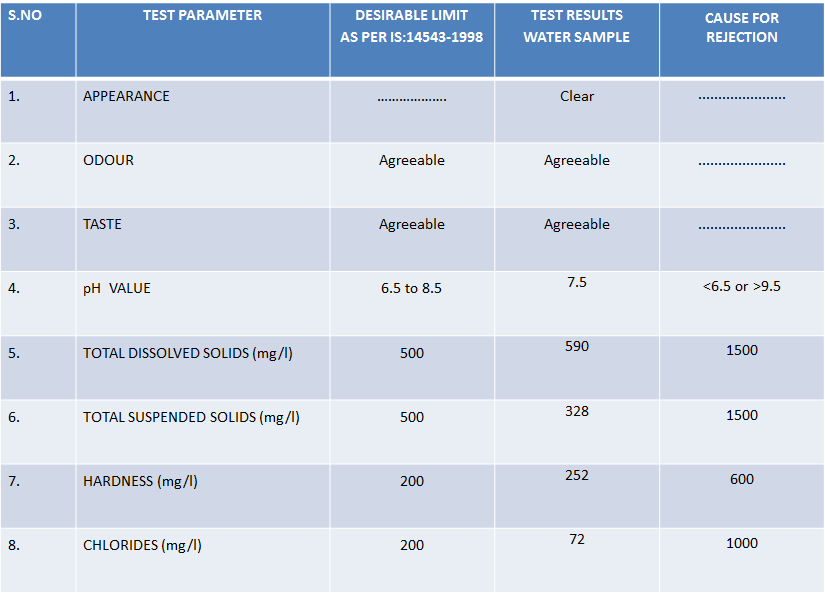 S.NO TEST PARAMETER DESIRABLE LIMIT AS PER IS:14543-1998 TEST RESULTS WATER SAMPLE CAUSE FOR REJECTION
1. APPEARANCE .................. Clear ......................
2. ODOUR Agreeable Agreeable ......................
3. TASTE Agreeable Agreeable ......................
4. pH VALUE 6.5 to 8.5 7.5 <6.5 or >9.5
5. TOTAL DISSOLVED SOLIDS (mg/l) 500 590 1500
6. TOTAL SUSPENDED SOLIDS (mg/l) 500 328 1500
7. HARDNESS (mg/l) 200 252 600
8. CHLORIDES (mg/l) 200 72 1000